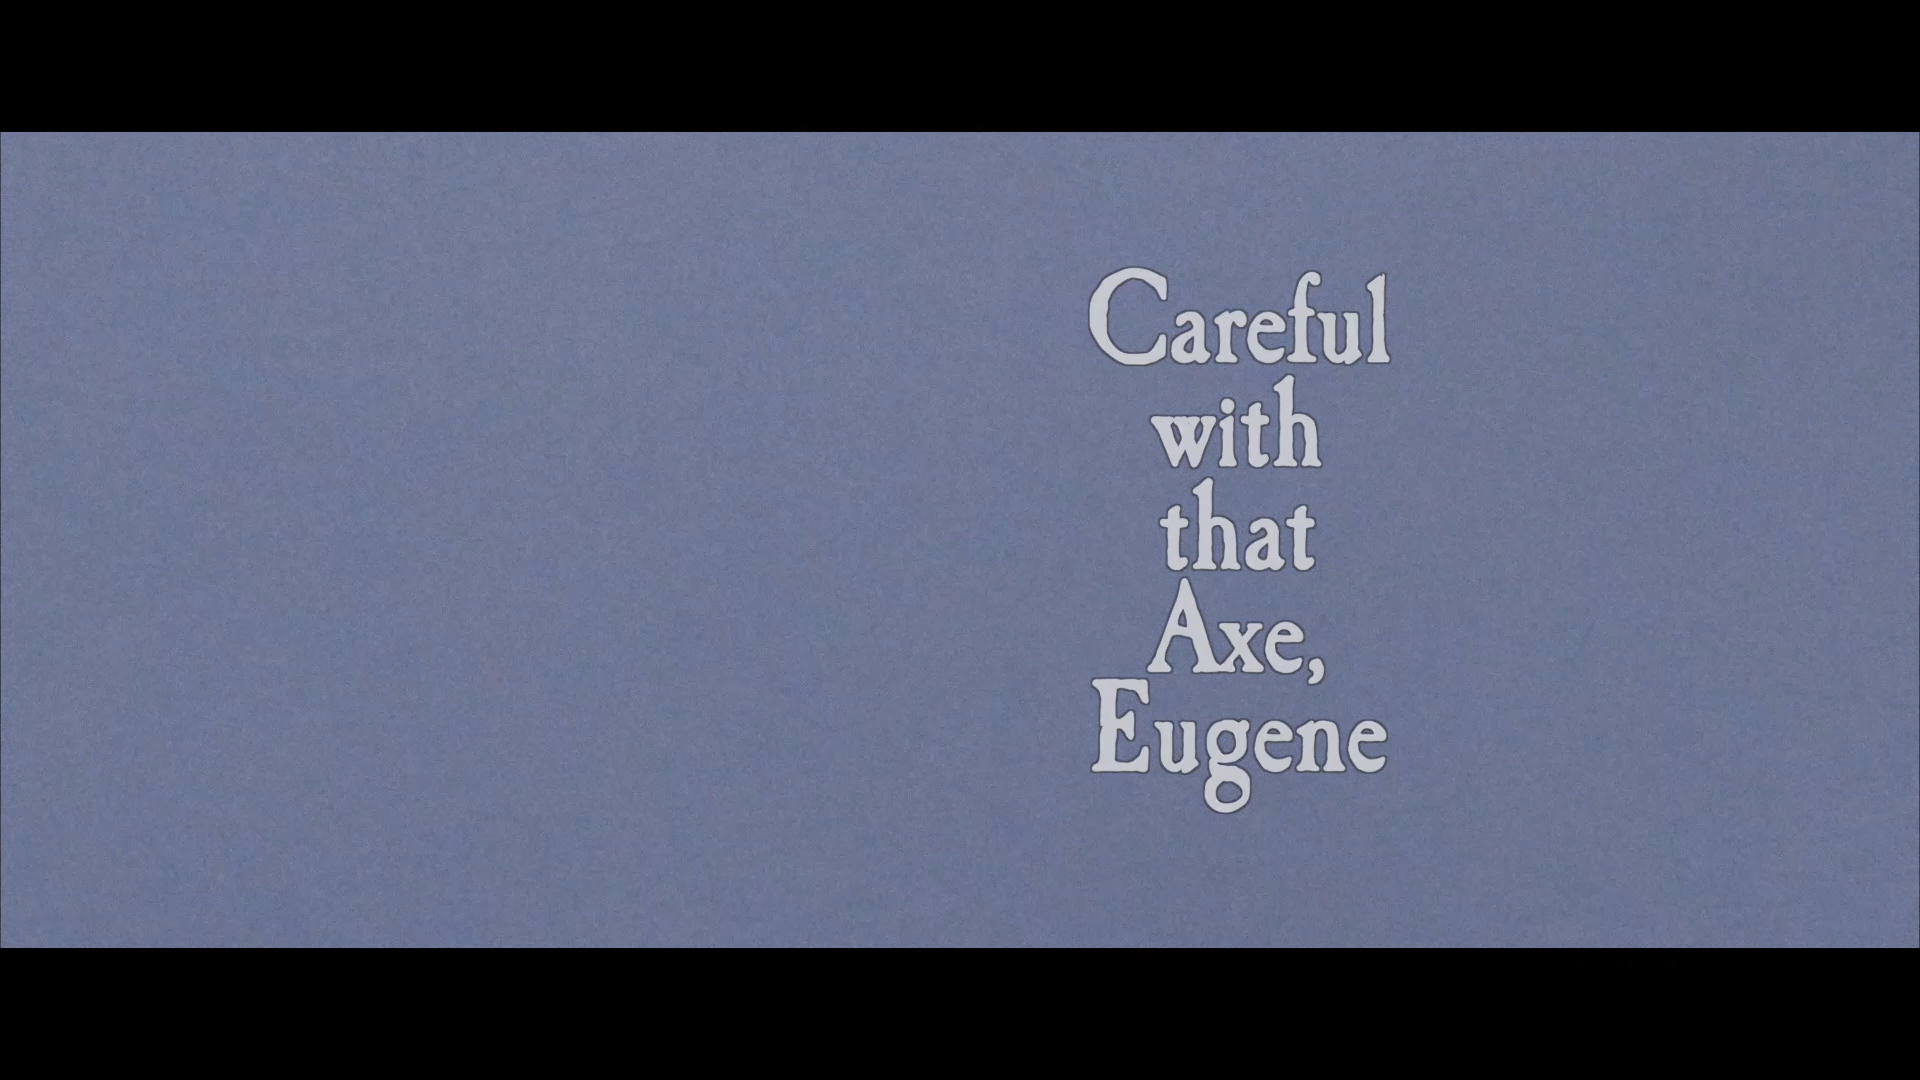 Careful
with
that
Axe,
Eugene